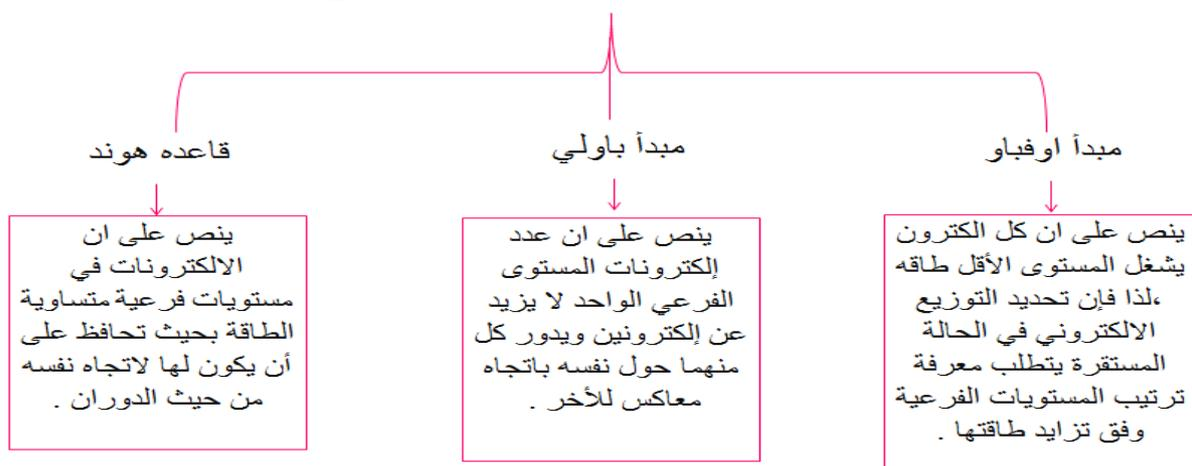 مبدأ اوفباو
ينص على ان كل الكترون
يشغل المستوى الأقل طاقه
،لذا فإن تحديد التوزيع
الالكتروني في الحالة
المستقرة يتطلب معرفة
ترتيب المستويات الفرعية
وفق تزايد طاقتها .
مبدأ باولي
ينص على ان عدد
إلكترونات المستوى
الفرعي الواحد لا يزيد
عن إلكترونين ويدور كل
منهما حول نفسه باتجاه
معاكس للأخر .
قاعده هوند
ينص على ان
الالكترونات في
مستويات فرعية متساوية
الطاقة بحيث تحافظ على
أن يكون لها لاتجاه نفسه
من حيث الدوران .